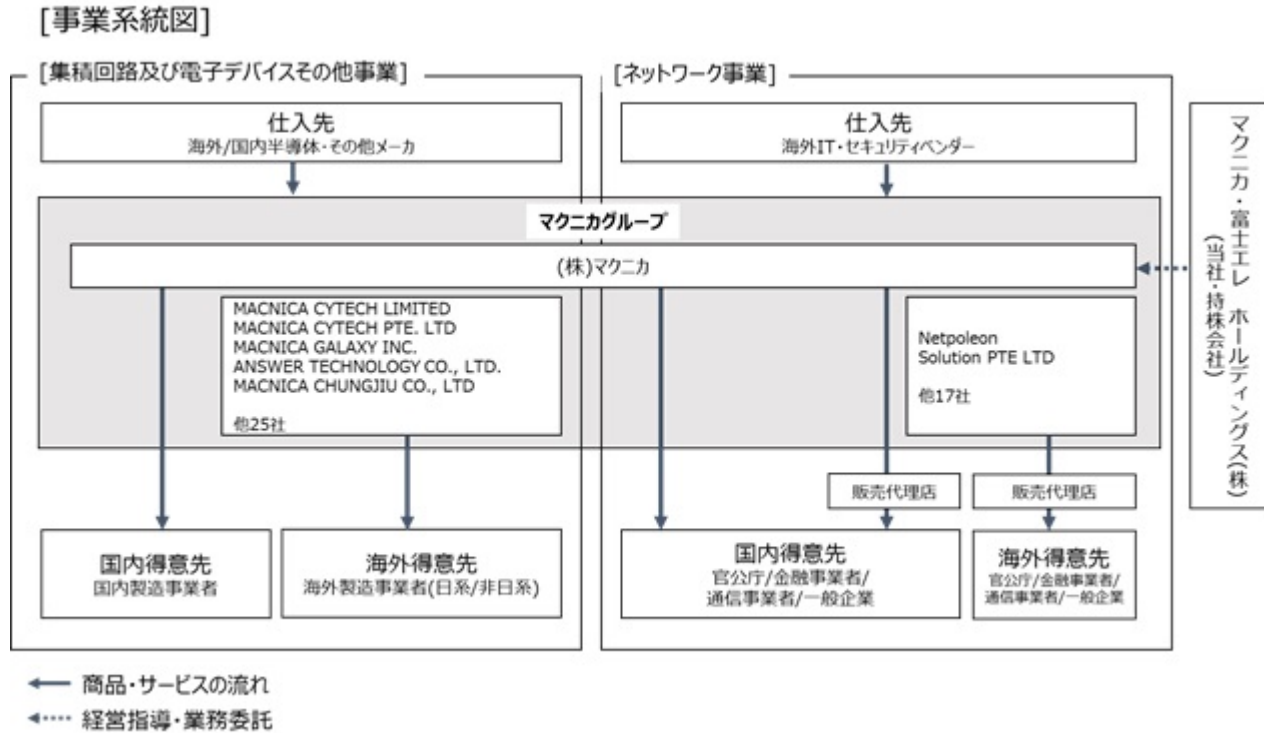 [事業系統図]
[集積回路及び電子デバイスその他事業]
仕入先
海外/国内半導体・その他メーカ
[ネットワーク事業]
仕入先
海外IT・セキュリティベンダー
マクニカグループ
(株)マクニカ
MACNICA CYTECH LIMITED
MACNICA CYTECH PTE. LTD
MACNICA GALAXY INC.
ANSWER TECHNOLOGY CO., LTD.
MACNICA CHUNGJIU CO., LTD
他25社
Netpoleon
Solution PTE LTD
他17社
販売代理店
販売代理店
国内得意先
国内製造事業者
海外得意先
海外製造事業者(日系/非日系)
国内得意先
官公庁/金融事業者/
通信事業者/一般企業
海外得意先
官公庁/金融事業者/
通信事業者/一般企業
マクニカ・富士エレ ホールディングス(株)
(当社・持株会社)
商品・サービスの流れ
経営指導・業務委託